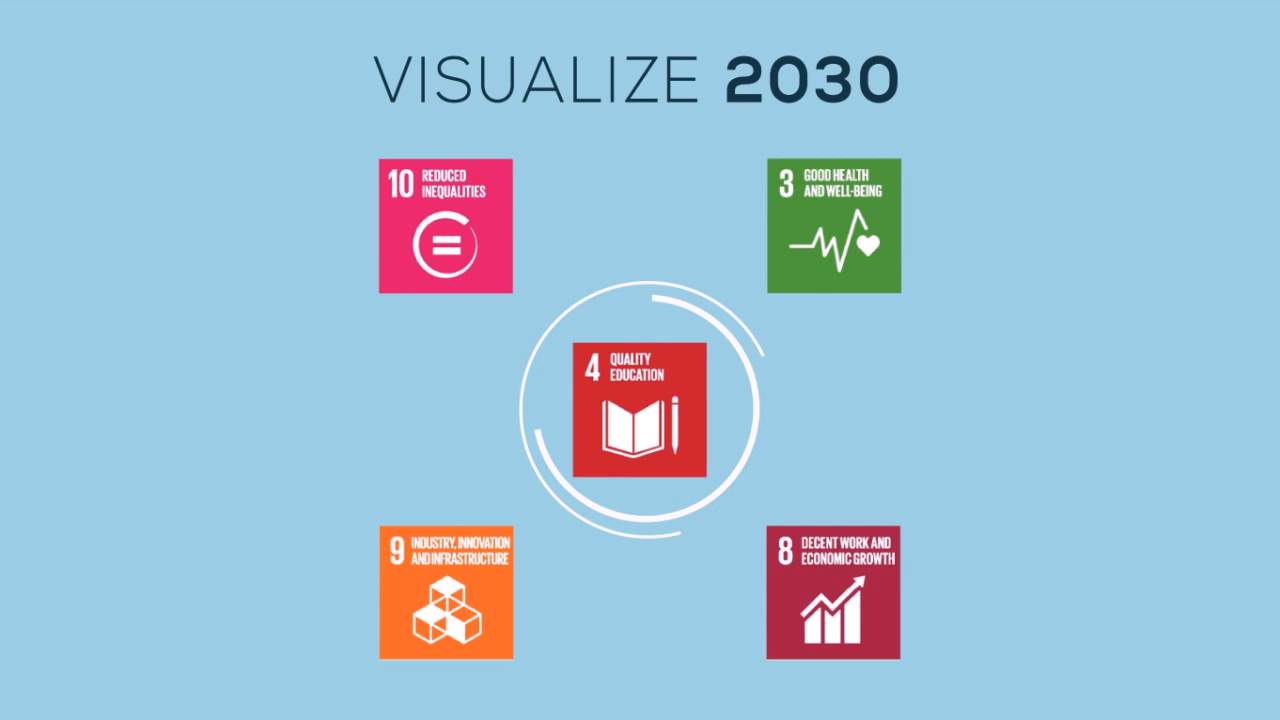 VISUALIZE 2030
10 REDUCED
INEQUALITIES
3 GOOD HEALTH
AND WELL-BEING
4 QUALITY
EDUCATION
9 INDUSTRY, INNOVATION
AND INFRASTRUCTURE
8 DECENT WORK AND
ECONOMIC GROWTH